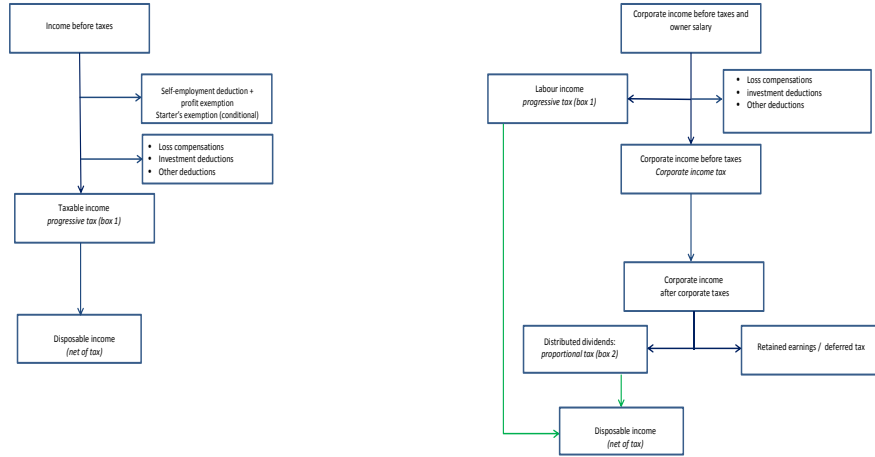 Income before taxes
Self-employment deduction +
profit exemption
Starter's exemption (conditional)
• Loss compensations
• Investment deductions
• Other deductions
Taxable income
progressive tax (box 1)
Disposable income
(net of tax)
Corporate income before taxes and
owner salary
Labour income
progressive tax (box 1)
• Loss compensations
• investment deductions
• Other deductions
Corporate income before taxes
Corporate income tax
Corporate income
after corporate taxes
Distributed dividends:
proportional tax (box 2)
Retained earnings / deferred tax
Disposable income
(net of tax)